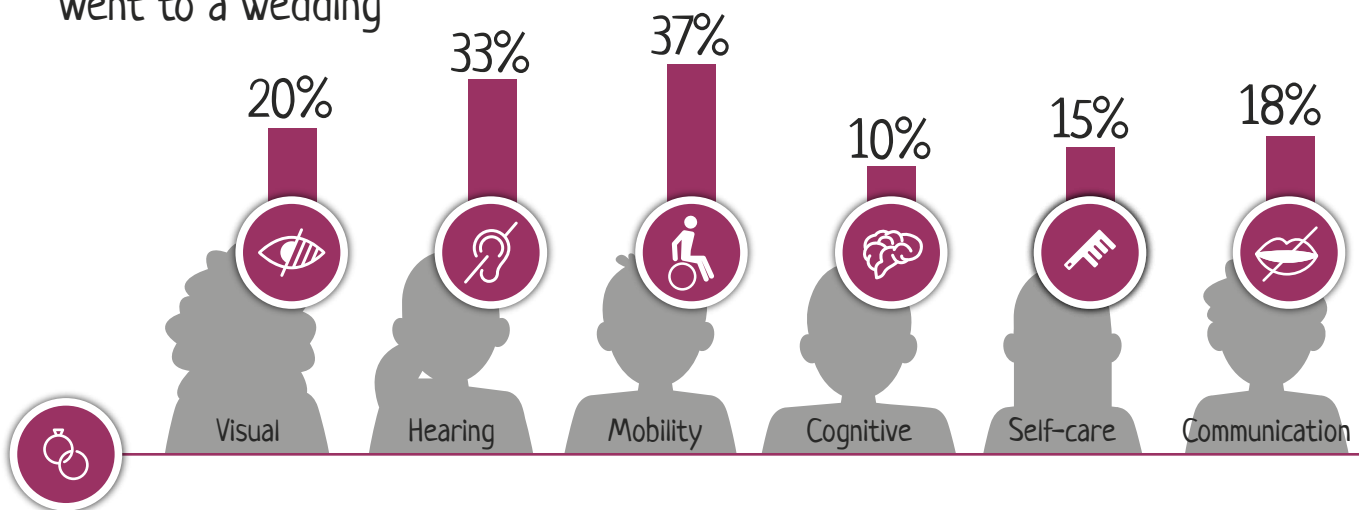 went to a wedding
20%
33%
37%
10%
15%
18%
Visual
Hearing
Mobility
Cognitive
Self-care
Communication